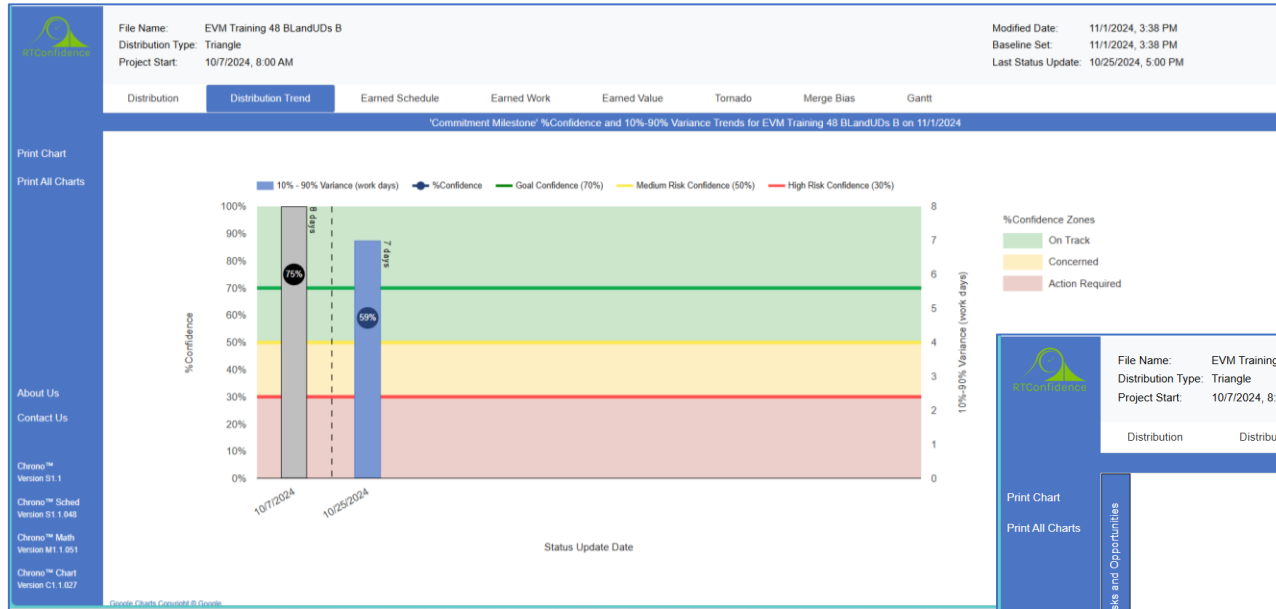 RTConfidence
File Name: EVM Training 48 BLandUDs B
Distribution Type: Triangle
Project Start: 10/7/2024, 8:00 AM
Modified Date: 11/1/2024, 3:38 PM
Baseline Set: 11/1/2024, 3:38 PM
Last Status Update: 10/25/2024, 5:00 PM
Distribution Distribution Trend Earned Schedule Earned Work Earned Value Tornado Merge Bias Gantt
'Commitment Milestone' %Confidence and 10%-90% Variance Trends for EVM Training 48 BLandUDs B on 11/1/2024
Print Chart
Print All Charts
About Us
Contact Us
Chrono™
Version S1.1
Chrono™ Sched
Version S1.1.048
Chrono™ Math
Version M1.1.051
Chrono™ Chart
Version C1.1.027
10% - 90% Variance (work days) %Confidence Goal Confidence (70%) Medium Risk Confidence (50%) High Risk Confidence (30%)
%Confidence
100%
90%
80%
70%
60%
50%
40%
30%
20%
10%
0%
8 days
75%
7 days
59%
8
7
6
5
4
3
2
1
0
10%-90% Variance (work days)
10/7/2024
10/25/2024
Status Update Date
%Confidence Zones
On Track
Concerned
Action Required
Google Charts Copyright © Google
RTConfidence
File Name: EVM Training
Distribution Type: Triangle
Project Start: 10/7/2024, 8:
Distribution Distribu
Print Chart
Print All Charts
sks and Opportunities